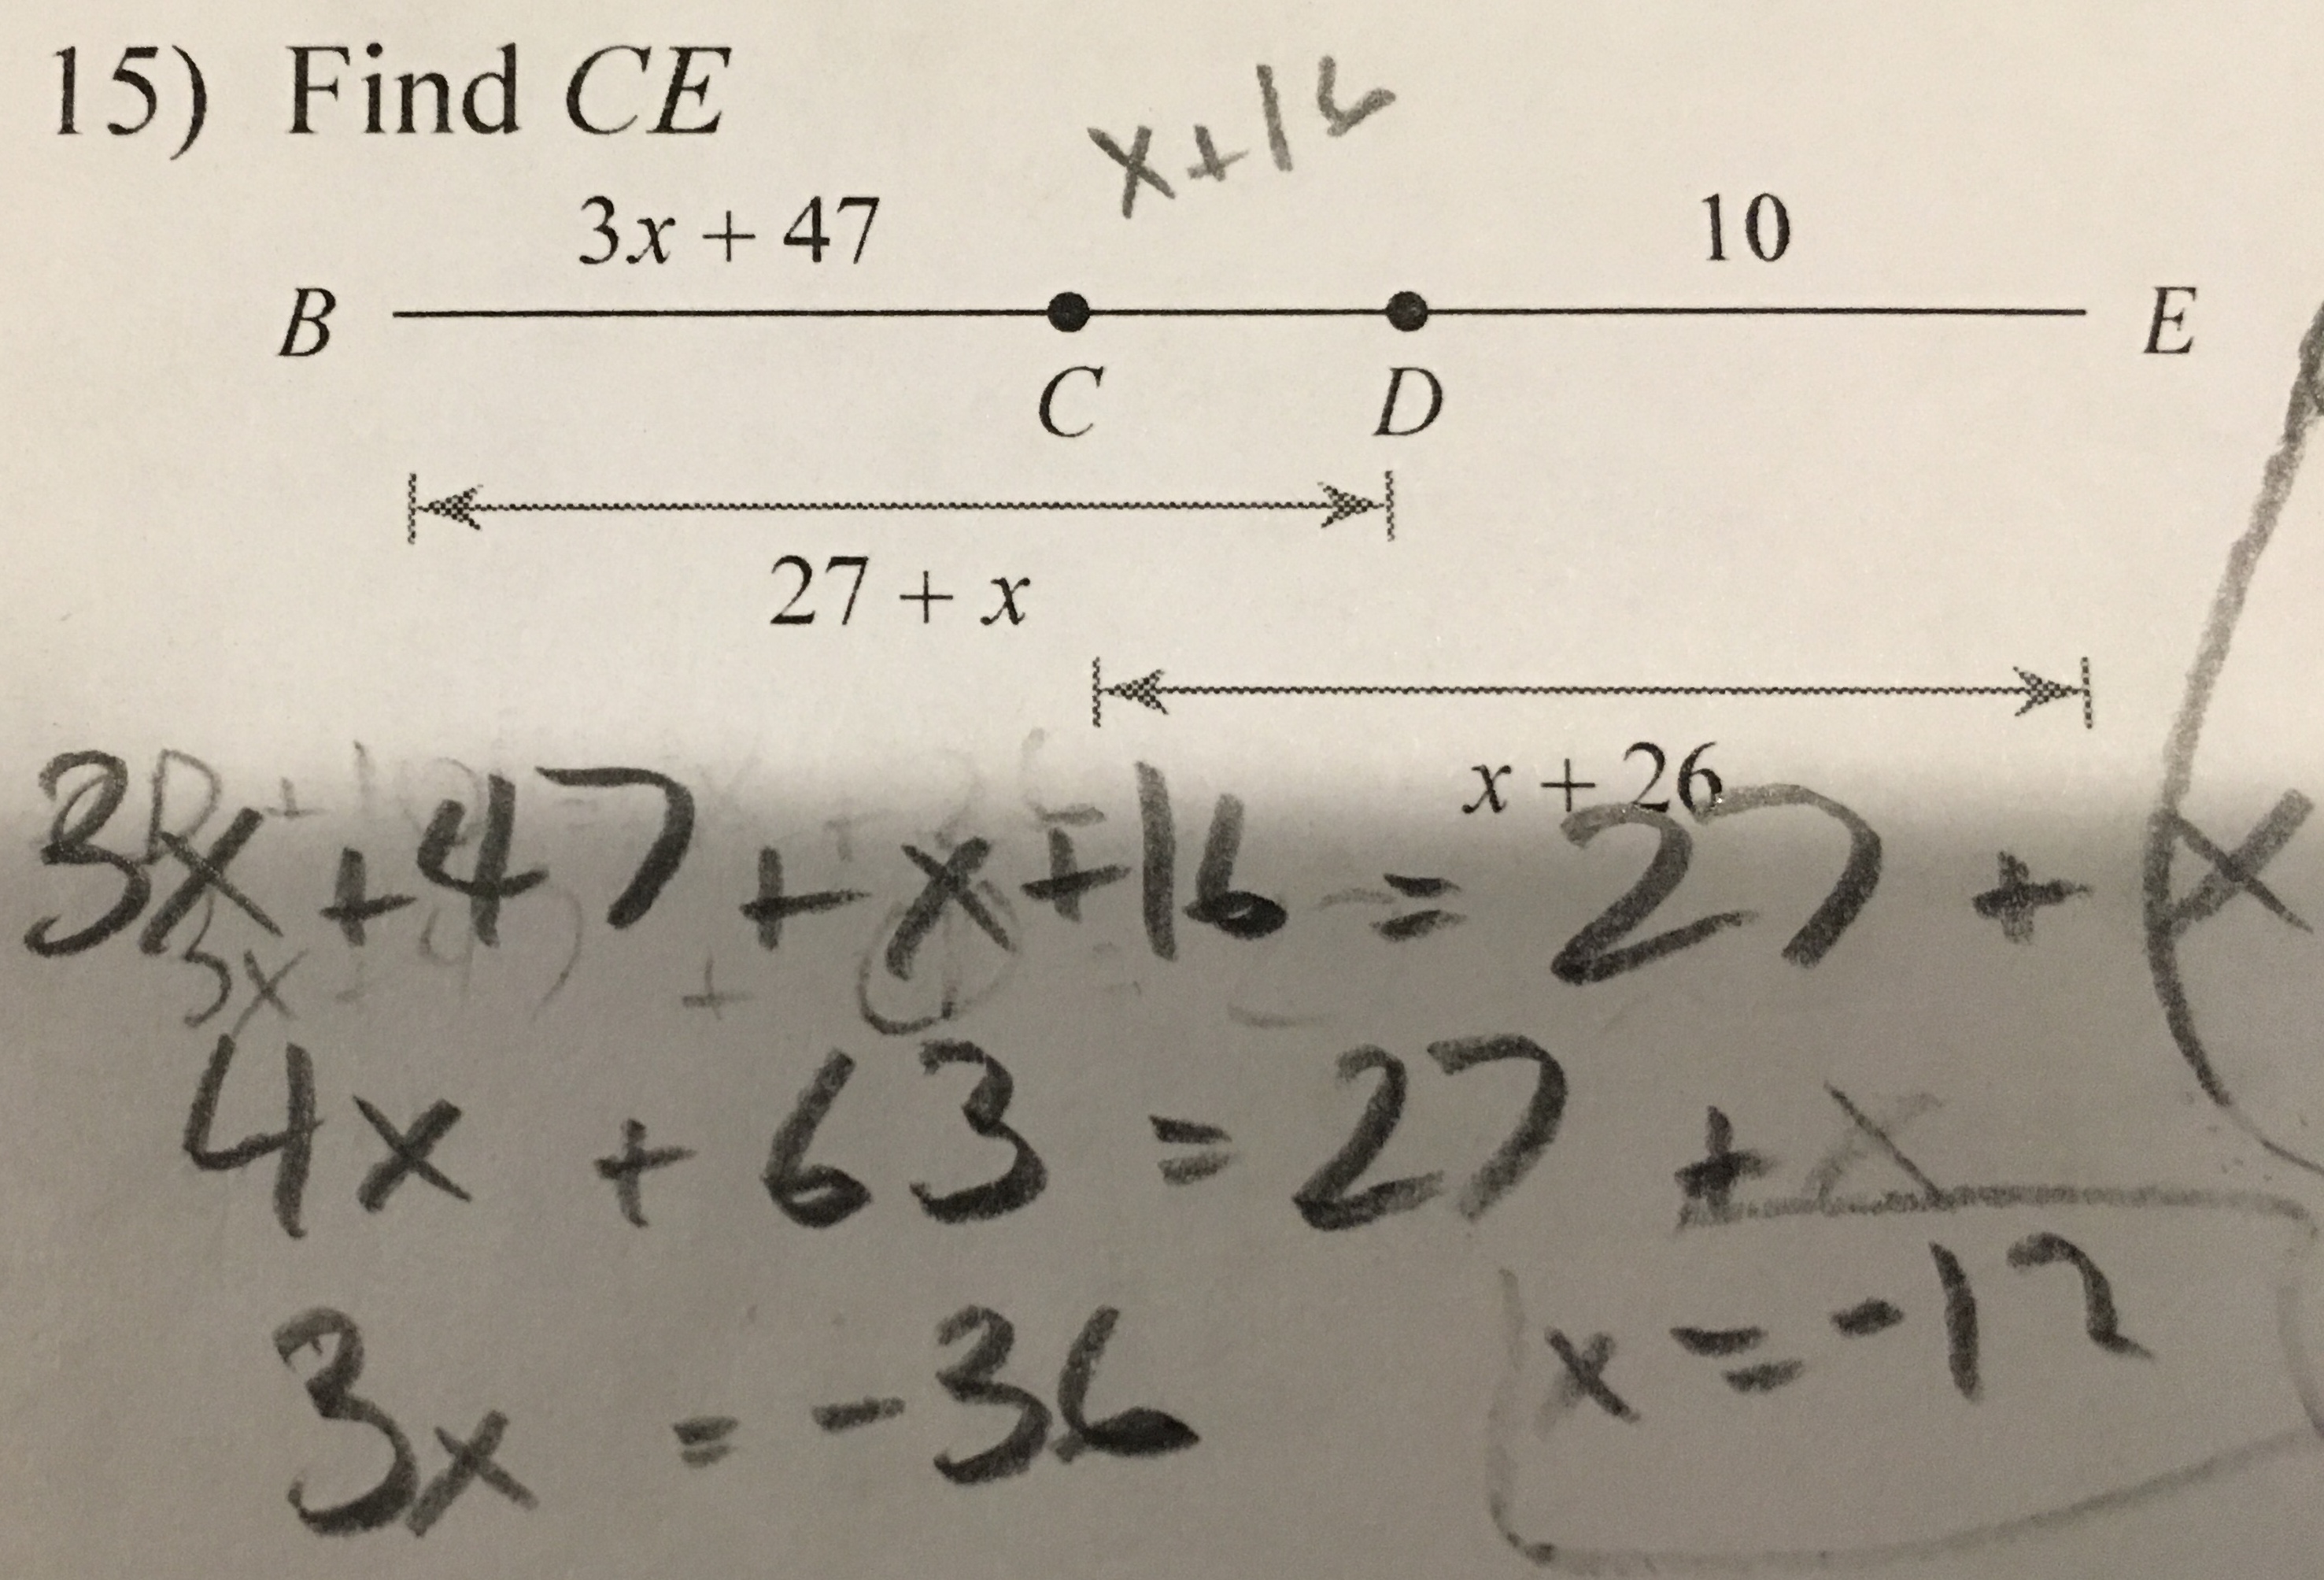 15) Find CE
x+16
3x + 47
10
B
E
C
D
27 + x
x + 26
3x + 47 + x + 16 = 27 + x
4x + 63 = 27 + x
3x = -36
x = -12